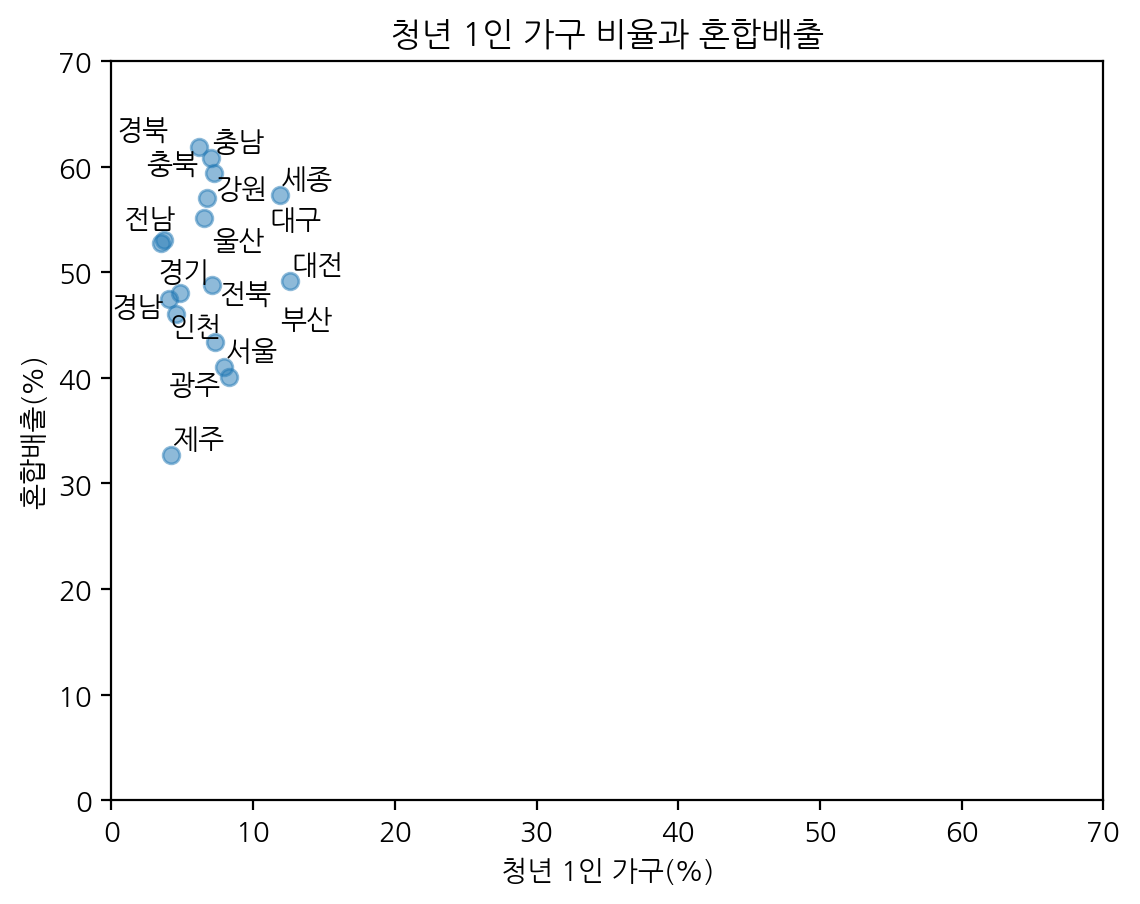 청년 1인 가구 비율과 혼합배출
70
60
50
40
30
20
10
0
혼합배출(%)
경북
충남
충북
세종
강원
전남
대구
울산
대전
경기
전북
경남
부산
인천
서울
광주
제주
0 10 20 30 40 50 60 70
청년 1인 가구(%)